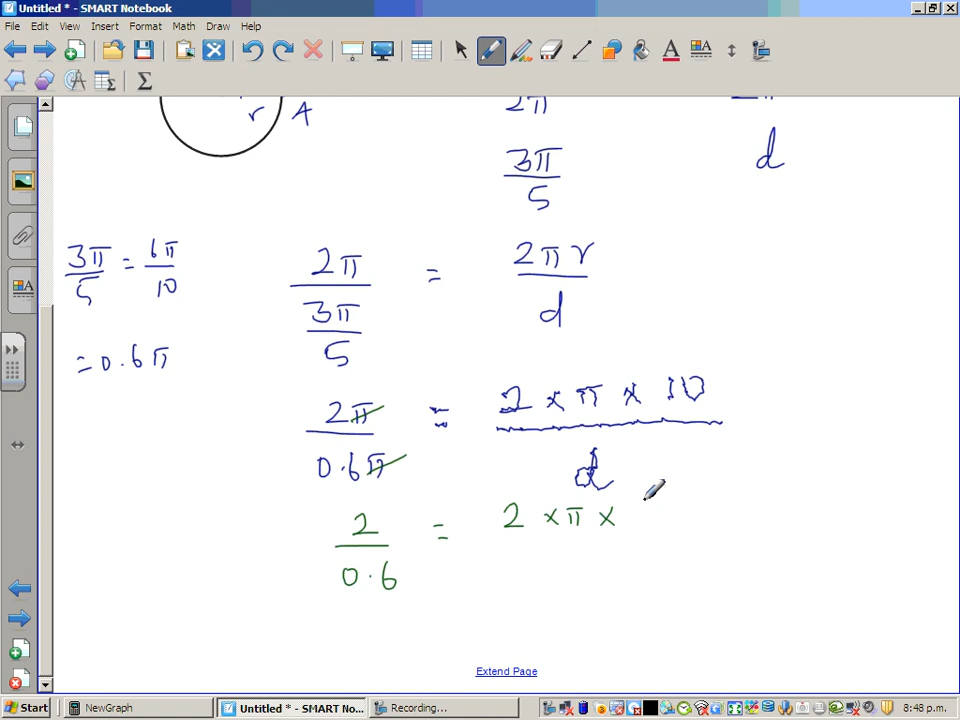 Untitled * - SMART Notebook
File Edit View Insert Format Math Draw Help
r A
2π
d
3π
5
3π/5 = 6π/10
2π / (3π/5) = 2πr / d
= 0.6π
2π / 0.6π = 2 × π × 10 / d
2 / 0.6 = 2 × π ×
Extend Page
Start NewGraph Untitled * - SMART No... Recording... 8:48 p.m.